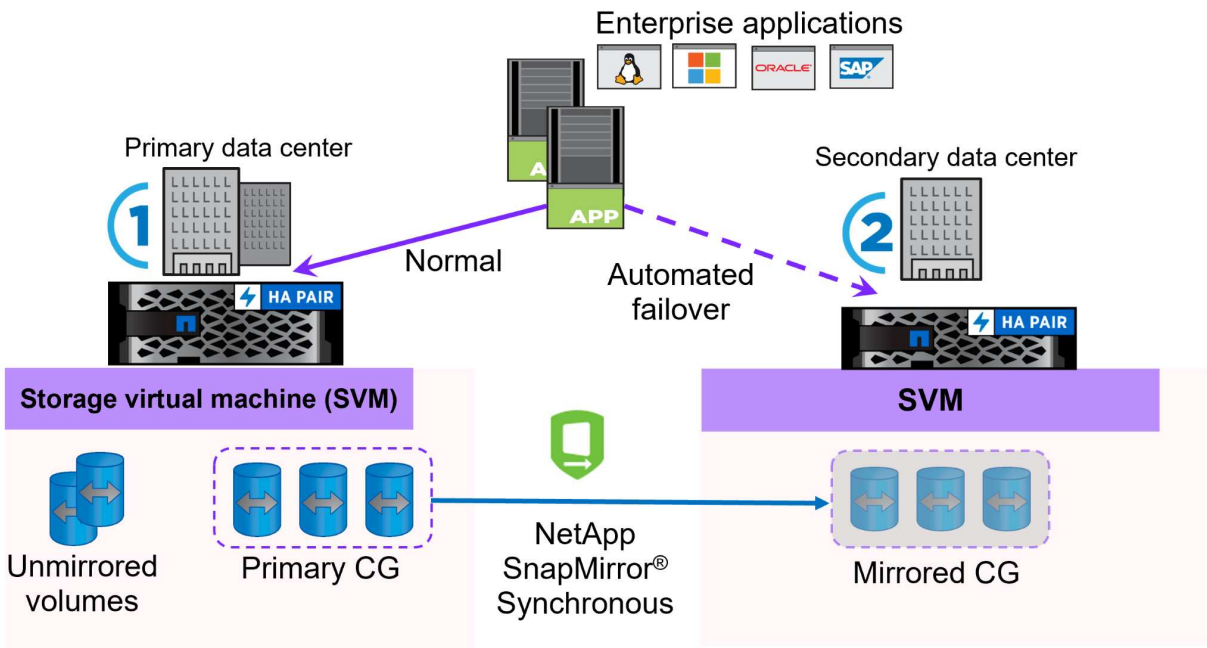 Enterprise applications
ORACLE
SAP
Primary data center
Secondary data center
1
A
APP
2
Normal
Automated
failover
HA PAIR
HA PAIR
Storage virtual machine (SVM)
SVM
Unmirrored
volumes
Primary CG
NetApp
SnapMirror®
Synchronous
Mirrored CG